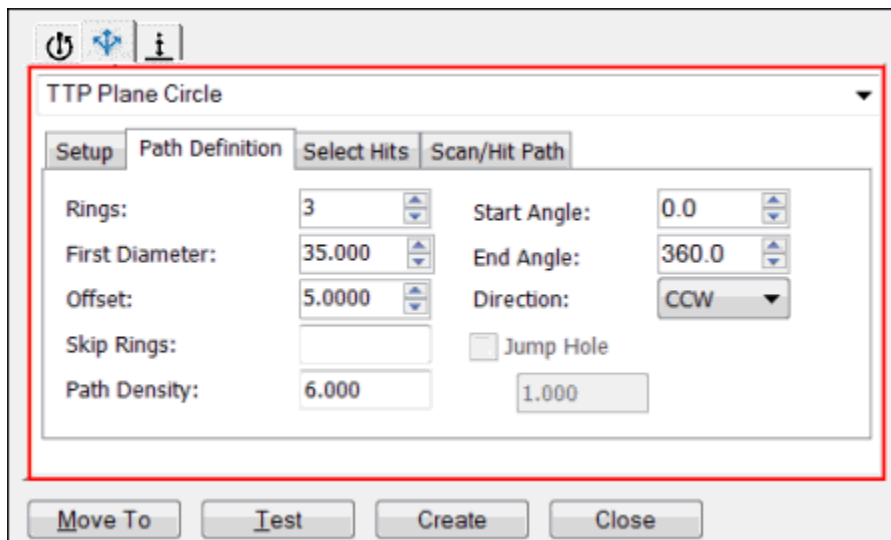 TTP Plane Circle
Setup Path Definition Select Hits Scan/Hit Path
Rings: 3 Start Angle: 0.0
First Diameter: 35.000 End Angle: 360.0
Offset: 5.0000 Direction: CCW
Skip Rings: Jump Hole
Path Density: 6.000 1.000
Move To Test Create Close